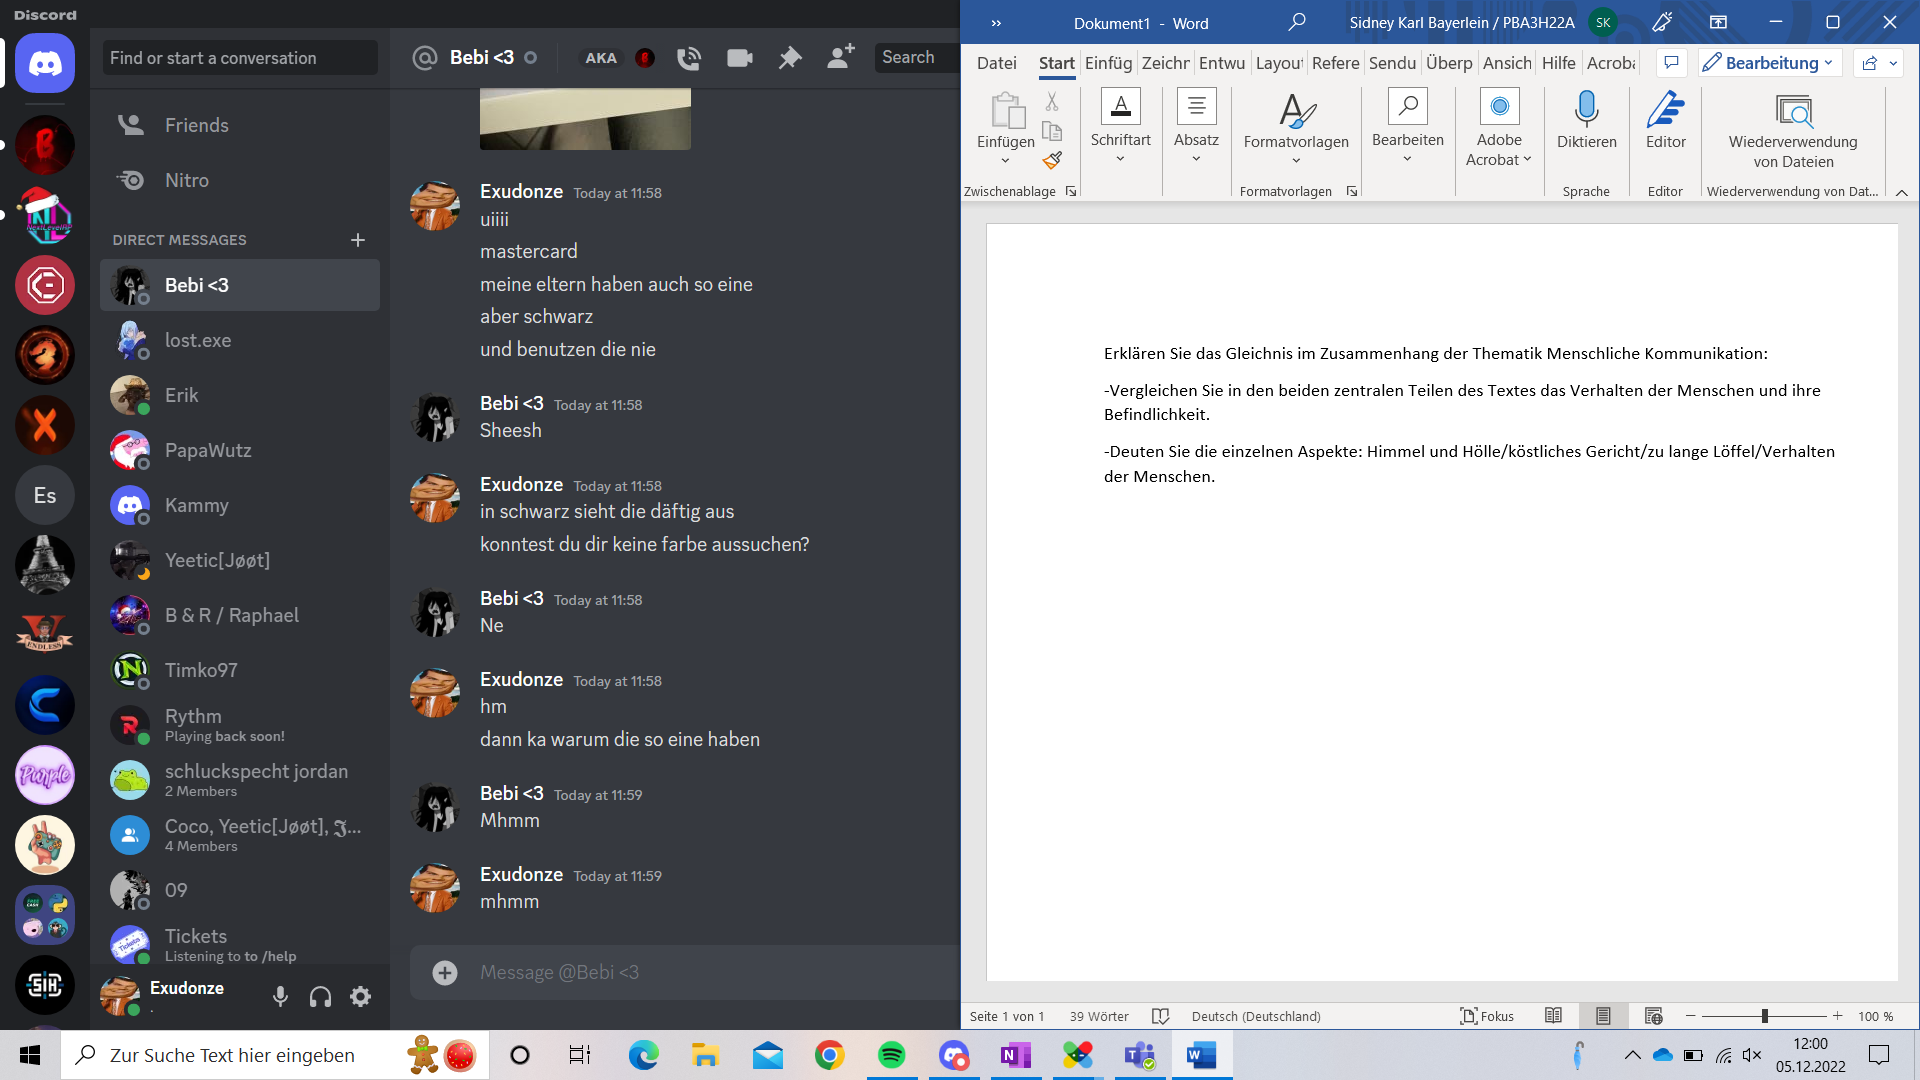 Discord
Find or start a conversation
Friends
Nitro
DIRECT MESSAGES
Bebi <3
lost.exe
Erik
PapaWutz
Kammy
Yeetic[Jøøt]
B & R / Raphael
Timko97
Rythm
Playing back soon!
schluckspecht jordan
2 Members
Coco, Yeetic[Jøøt], ℑ...
4 Members
09
Tickets
Listening to to /help
Exudonze
.
Es
Purple
ENDLESS
SIH
Bebi <3 AKA Search
Exudonze Today at 11:58
uiiii
mastercard
meine eltern haben auch so eine
aber schwarz
und benutzen die nie
Bebi <3 Today at 11:58
Sheesh
Exudonze Today at 11:58
in schwarz sieht die däftig aus
konntest du dir keine farbe aussuchen?
Bebi <3 Today at 11:58
Ne
Exudonze Today at 11:58
hm
dann ka warum die so eine haben
Bebi <3 Today at 11:59
Mhmm
Exudonze Today at 11:59
mhmm
Message @Bebi <3
Dokument1 - Word Sidney Karl Bayerlein / PBA3H22A SK
Datei Start Einfüg Zeichn Entwu Layout Refere Sendu Überp Ansich Hilfe Acroba Bearbeitung
Einfügen Schriftart Absatz Formatvorlagen Bearbeiten Adobe Acrobat Diktieren Editor Wiederverwendung von Dateien
Zwischenablage Formatvorlagen Sprache Editor Wiederverwendung von Dat...
Erklären Sie das Gleichnis im Zusammenhang der Thematik Menschliche Kommunikation:
-Vergleichen Sie in den beiden zentralen Teilen des Textes das Verhalten der Menschen und ihre
Befindlichkeit.
-Deuten Sie die einzelnen Aspekte: Himmel und Hölle/köstliches Gericht/zu lange Löffel/Verhalten
der Menschen.
Seite 1 von 1 39 Wörter Deutsch (Deutschland) Fokus 100 %
Zur Suche Text hier eingeben
12:00
05.12.2022